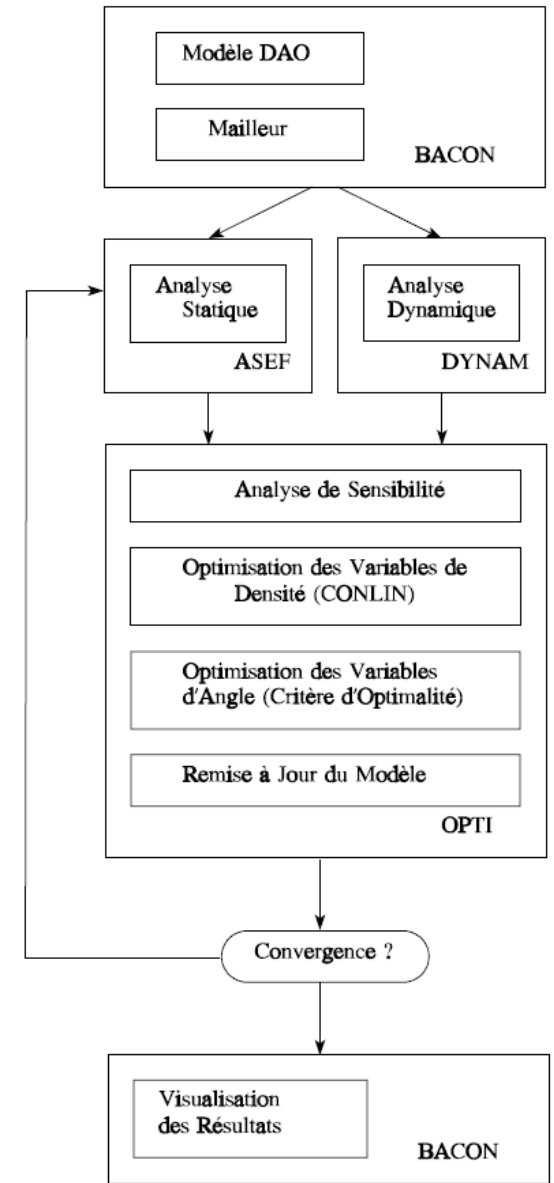 Modèle DAO
Mailleur
BACON
Analyse
Statique
ASEF
Analyse
Dynamique
DYNAM
Analyse de Sensibilité
Optimisation des Variables de
Densité (CONLIN)
Optimisation des Variables
d'Angle (Critère d'Optimalité)
Remise à Jour du Modèle
OPTI
Convergence ?
Visualisation
des Résultats
BACON